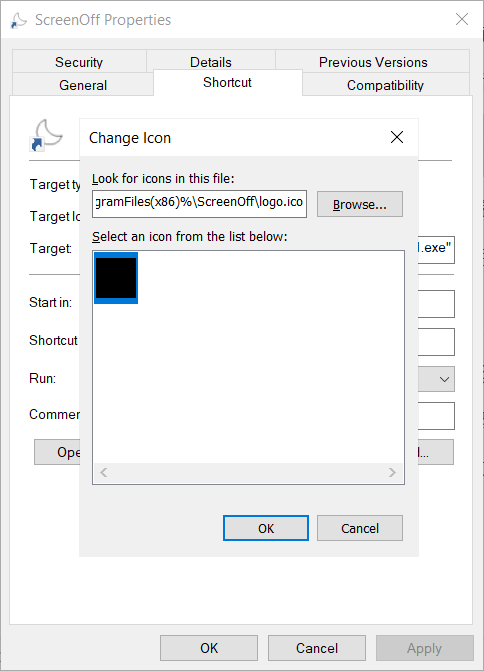 ScreenOff Properties
Security Details Previous Versions
General Shortcut Compatibility
Change Icon
Look for icons in this file:
gramFiles(x86)%\ScreenOff\logo.ico Browse...
Select an icon from the list below:
Target ty
Target lo
Target: .exe"
Start in:
Shortcut
Run:
Commen
Ope ...
OK Cancel
OK Cancel Apply